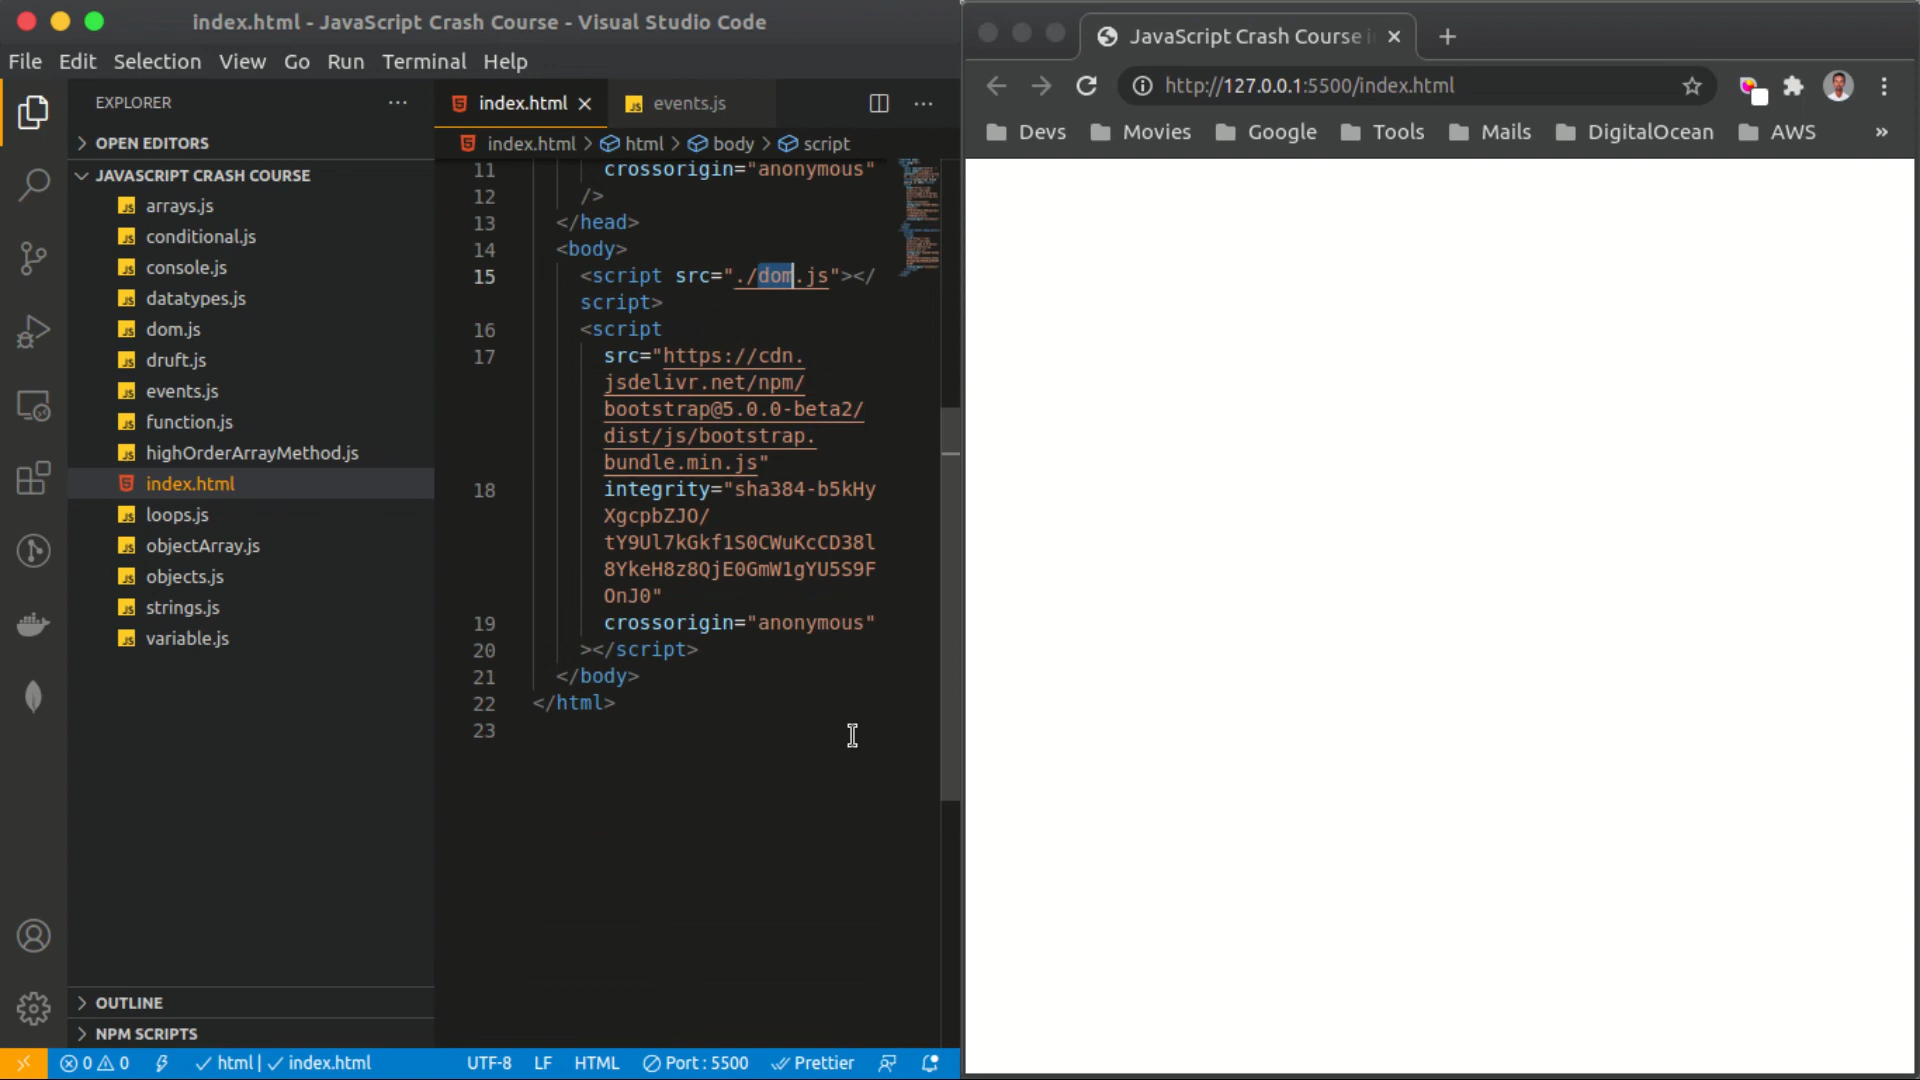 index.html - JavaScript Crash Course - Visual Studio Code
File Edit Selection View Go Run Terminal Help
EXPLORER
OPEN EDITORS
JAVASCRIPT CRASH COURSE
arrays.js
conditional.js
console.js
datatypes.js
dom.js
druft.js
events.js
function.js
highOrderArrayMethod.js
index.html
loops.js
objectArray.js
objects.js
strings.js
variable.js
OUTLINE
NPM SCRIPTS
index.html events.js
index.html > html > body > script
11 crossorigin="anonymous"
12 />
13 </head>
14 <body>
15 <script src="./dom.js"></
script>
16 <script
17 src="https://cdn.
jsdelivr.net/npm/
bootstrap@5.0.0-beta2/
dist/js/bootstrap.
bundle.min.js"
18 integrity="sha384-b5kHy
XgcpbZJO/
tY9Ul7kGkf1S0CWuKcCD38l
8YkeH8z8QjE0GmW1gYU5S9F
OnJ0"
19 crossorigin="anonymous"
20 ></script>
21 </body>
22 </html>
23
0 0 html | index.html UTF-8 LF HTML Port : 5500 Prettier
JavaScript Crash Course i
http://127.0.0.1:5500/index.html
Devs Movies Google Tools Mails DigitalOcean AWS »